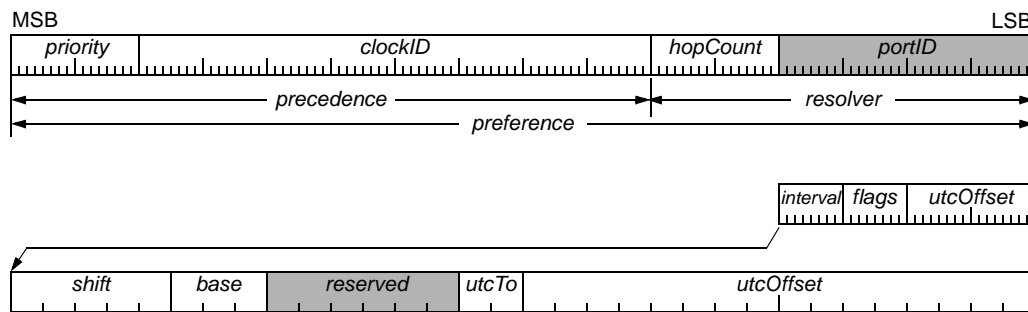 MSB LSB
priority clockID hopCount portID
precedence resolver
preference
interval flags utcOffset
shift base reserved utcTo utcOffset